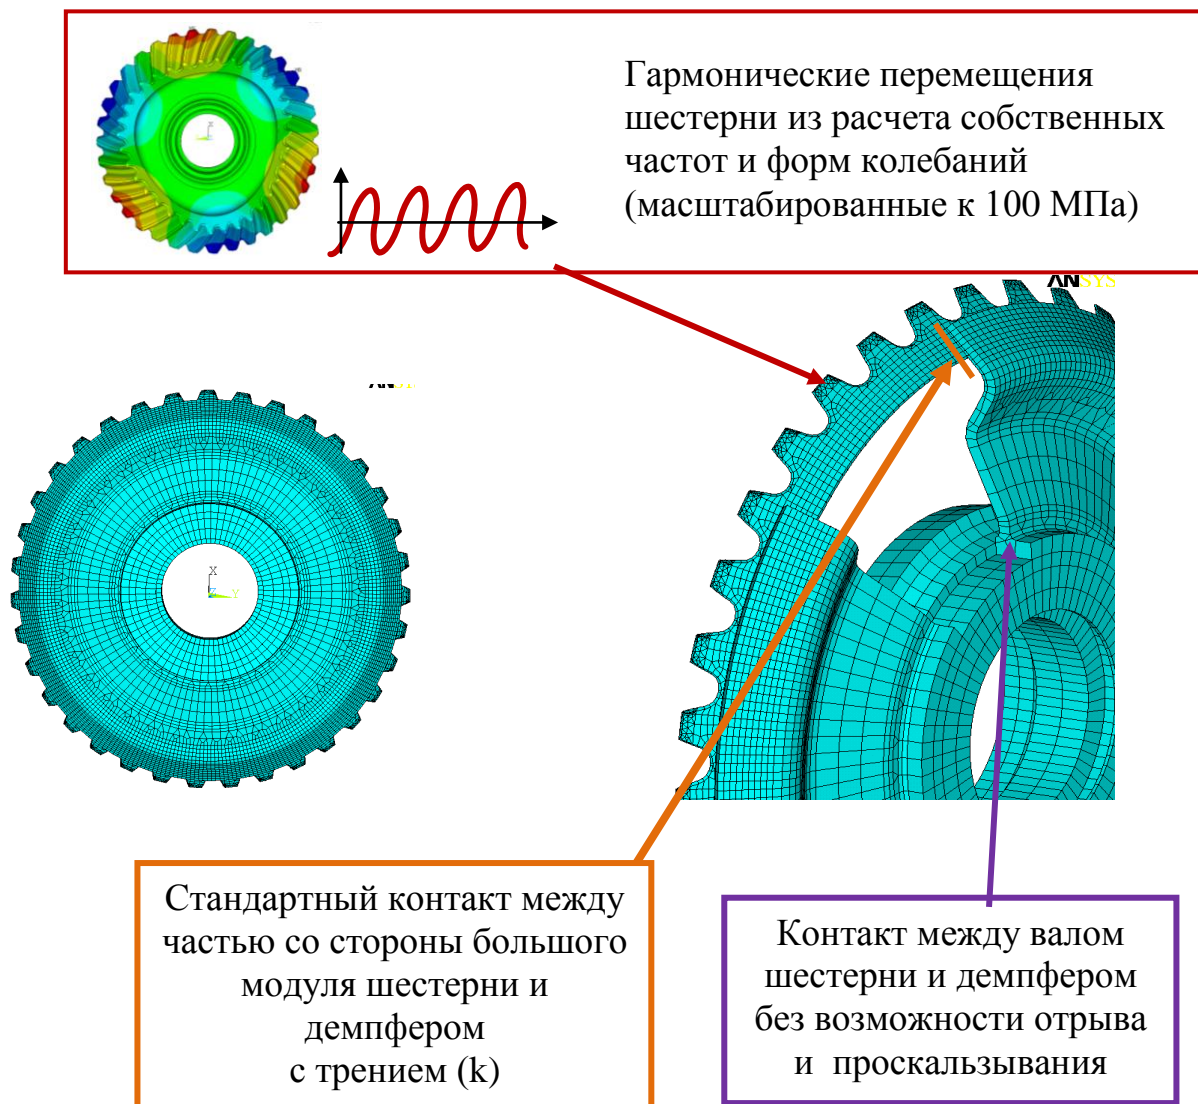 Гармонические перемещения
шестерни из расчета собственных
частот и форм колебаний
(масштабированные к 100 МПа)
ANSYS
X
Y
Z
Стандартный контакт между
частью со стороны большого
модуля шестерни и
демпфером
с трением (k)
Контакт между валом
шестерни и демпфером
без возможности отрыва
и проскальзывания